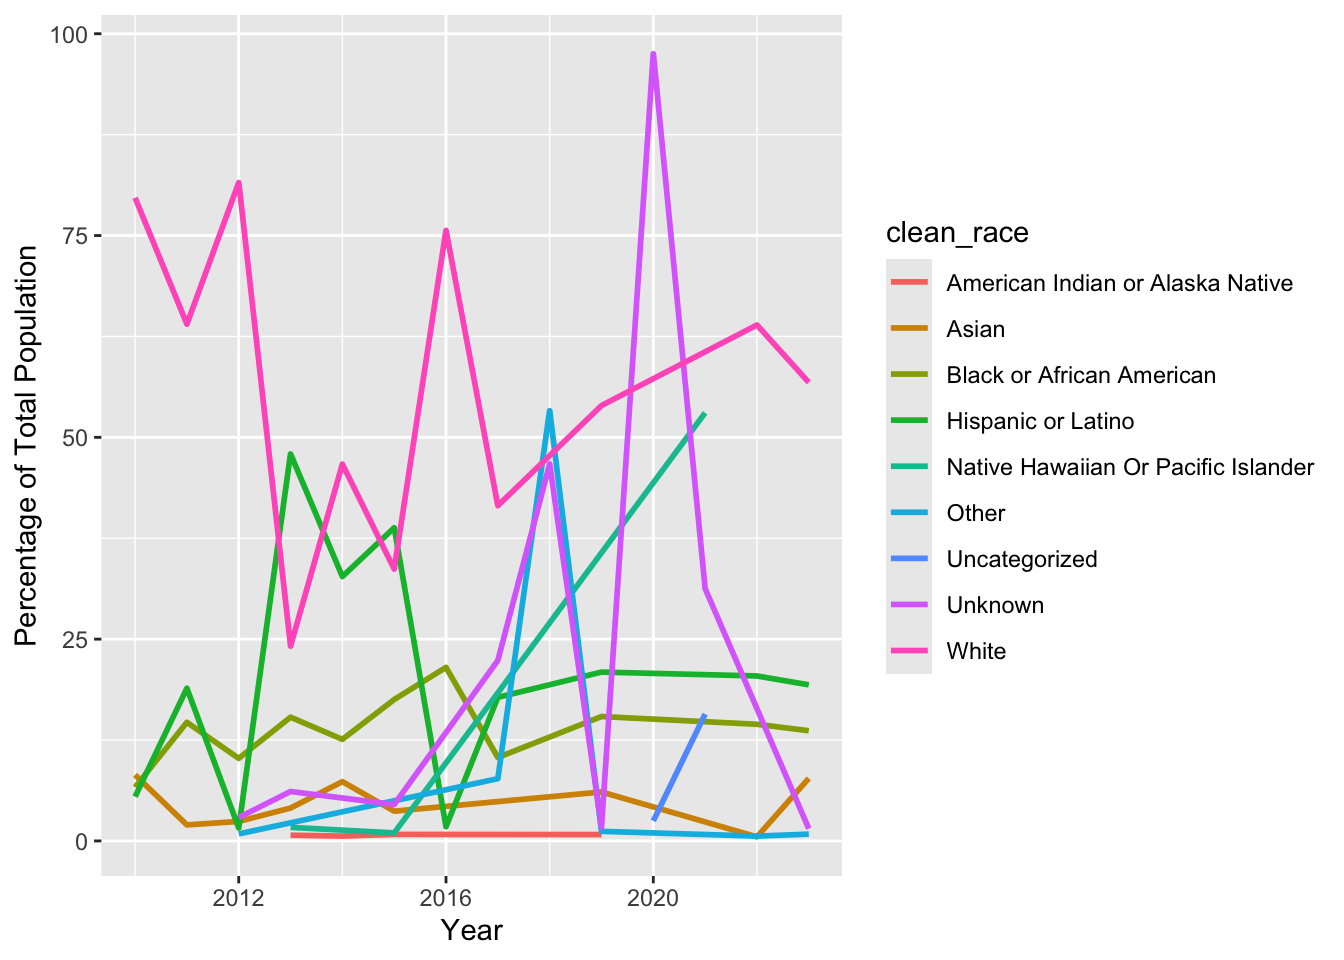 100
75
50
25
0
Percentage of Total Population
2012 2016 2020
Year
clean_race
American Indian or Alaska Native
Asian
Black or African American
Hispanic or Latino
Native Hawaiian Or Pacific Islander
Other
Uncategorized
Unknown
White